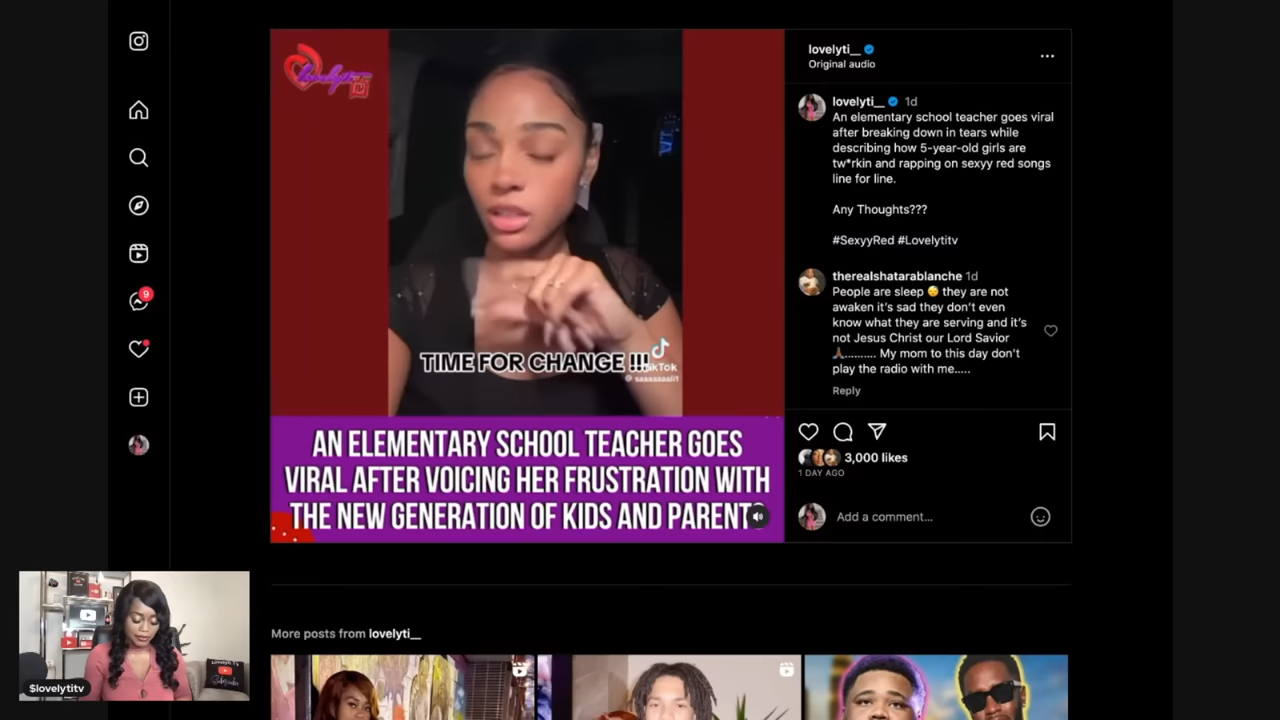 lovelyti
TV
TIME FOR CHANGE !!!
TikTok
AN ELEMENTARY SCHOOL TEACHER GOES
VIRAL AFTER VOICING HER FRUSTRATION WITH
THE NEW GENERATION OF KIDS AND PARENTS
lovelyti__
Original audio
lovelyti__ 1d
An elementary school teacher goes viral
after breaking down in tears while
describing how 5-year-old girls are
tw*rkin and rapping on sexyy red songs
line for line.
Any Thoughts???
#SexyyRed #Lovelytitv
therealshatarablanche 1d
People are sleep 😴 they are not
awaken it’s sad they don’t even
know what they are serving and it’s
not Jesus Christ our Lord Savior
🙏🏾.......... My mom to this day don’t
play the radio with me.....
Reply
3,000 likes
1 DAY AGO
Add a comment...
9
More posts from lovelyti__
$lovelytitv